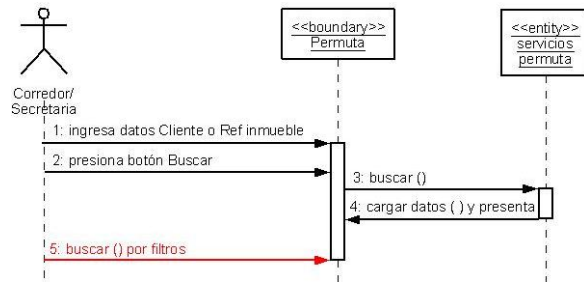 <<boundary>>
Permuta
<<entity>>
servicios
permuta
Corredor/
Secretaria
1: ingresa datos Cliente o Ref inmueble
2: presiona botón Buscar
3: buscar ()
4: cargar datos ( ) y presenta
5: buscar () por filtros